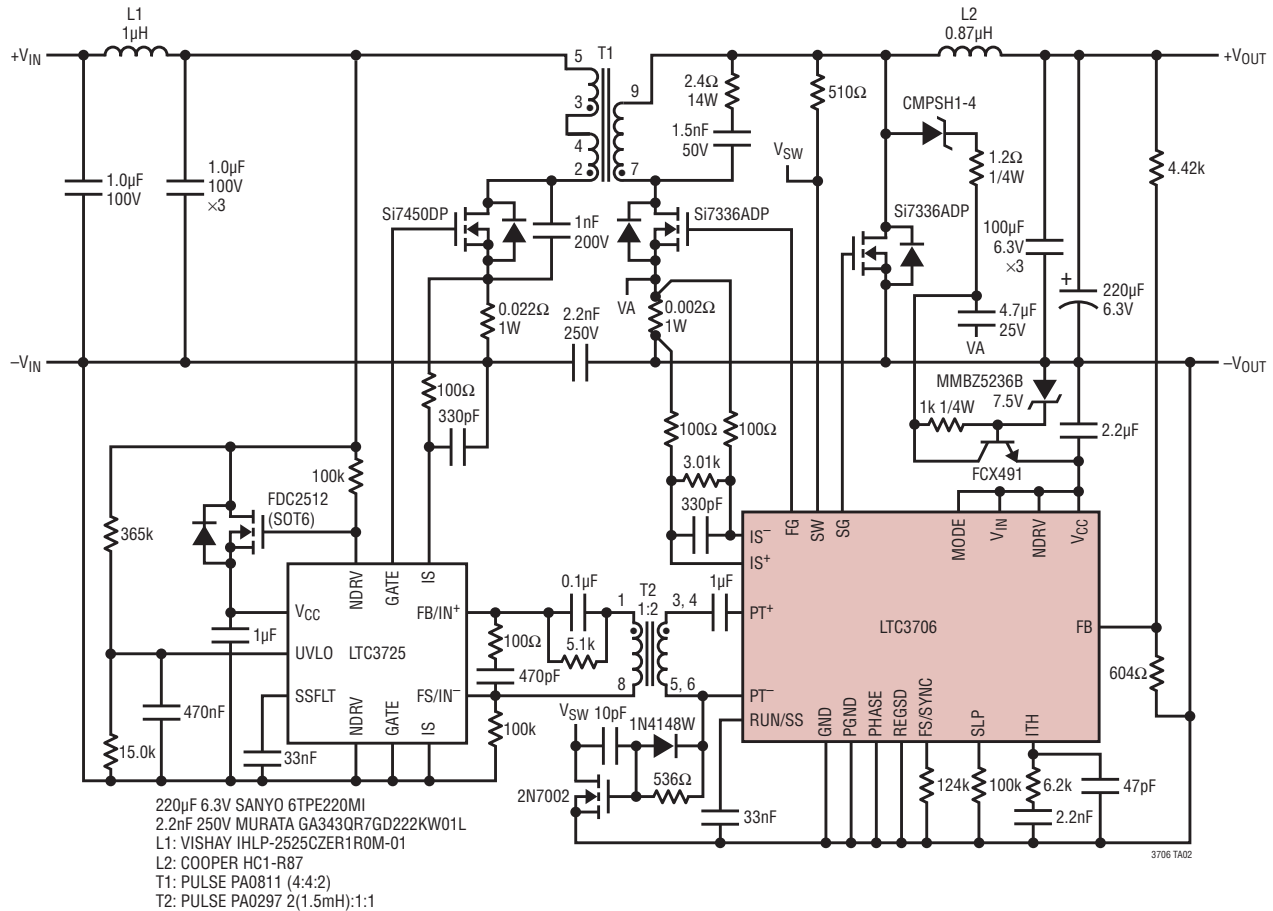 L1
1µH
+VIN
T1
5
3
4
2
9
7
2.4Ω
14W
1.5nF
50V
510Ω
VSW
L2
0.87µH
+VOUT
CMPSH1-4
1.2Ω
1/4W
4.42k
1.0µF
100V
1.0µF
100V
×3
Si7450DP
1nF
200V
Si7336ADP
Si7336ADP
100µF
6.3V
×3
+
220µF
6.3V
0.022Ω
1W
2.2nF
250V
VA
0.002Ω
1W
4.7µF
25V
VA
–VIN
–VOUT
100Ω
330pF
100Ω
100Ω
3.01k
330pF
MMBZ5236B
7.5V
1k 1/4W
2.2µF
FCX491
100k
FDC2512
(SOT6)
365k
NDRV
GATE
IS
VCC
FB/IN+
UVLO
LTC3725
SSFLT
FS/IN–
NDRV
GATE
IS
1µF
470nF
15.0k
33nF
100Ω
470pF
100k
0.1µF
5.1k
T2
1:2
1
8
3, 4
5, 6
1µF
IS–
IS+
FG
SW
SG
MODE
VIN
NDRV
VCC
PT+
LTC3706
FB
PT–
RUN/SS
GND
PGND
PHASE
REGSD
FS/SYNC
SLP
ITH
604Ω
VSW
10pF
1N4148W
536Ω
2N7002
33nF
124k
100k
6.2k
47pF
2.2nF
3706 TA02
220µF 6.3V SANYO 6TPE220MI
2.2nF 250V MURATA GA343QR7GD222KW01L
L1: VISHAY IHLP-2525CZER1R0M-01
L2: COOPER HC1-R87
T1: PULSE PA0811 (4:4:2)
T2: PULSE PA0297 2(1.5mH):1:1